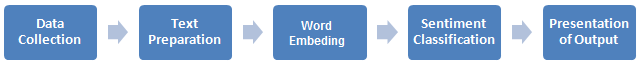 Data
Collection
Text
Preparation
Word
Embeding
Sentiment
Classification
Presentation
of Output